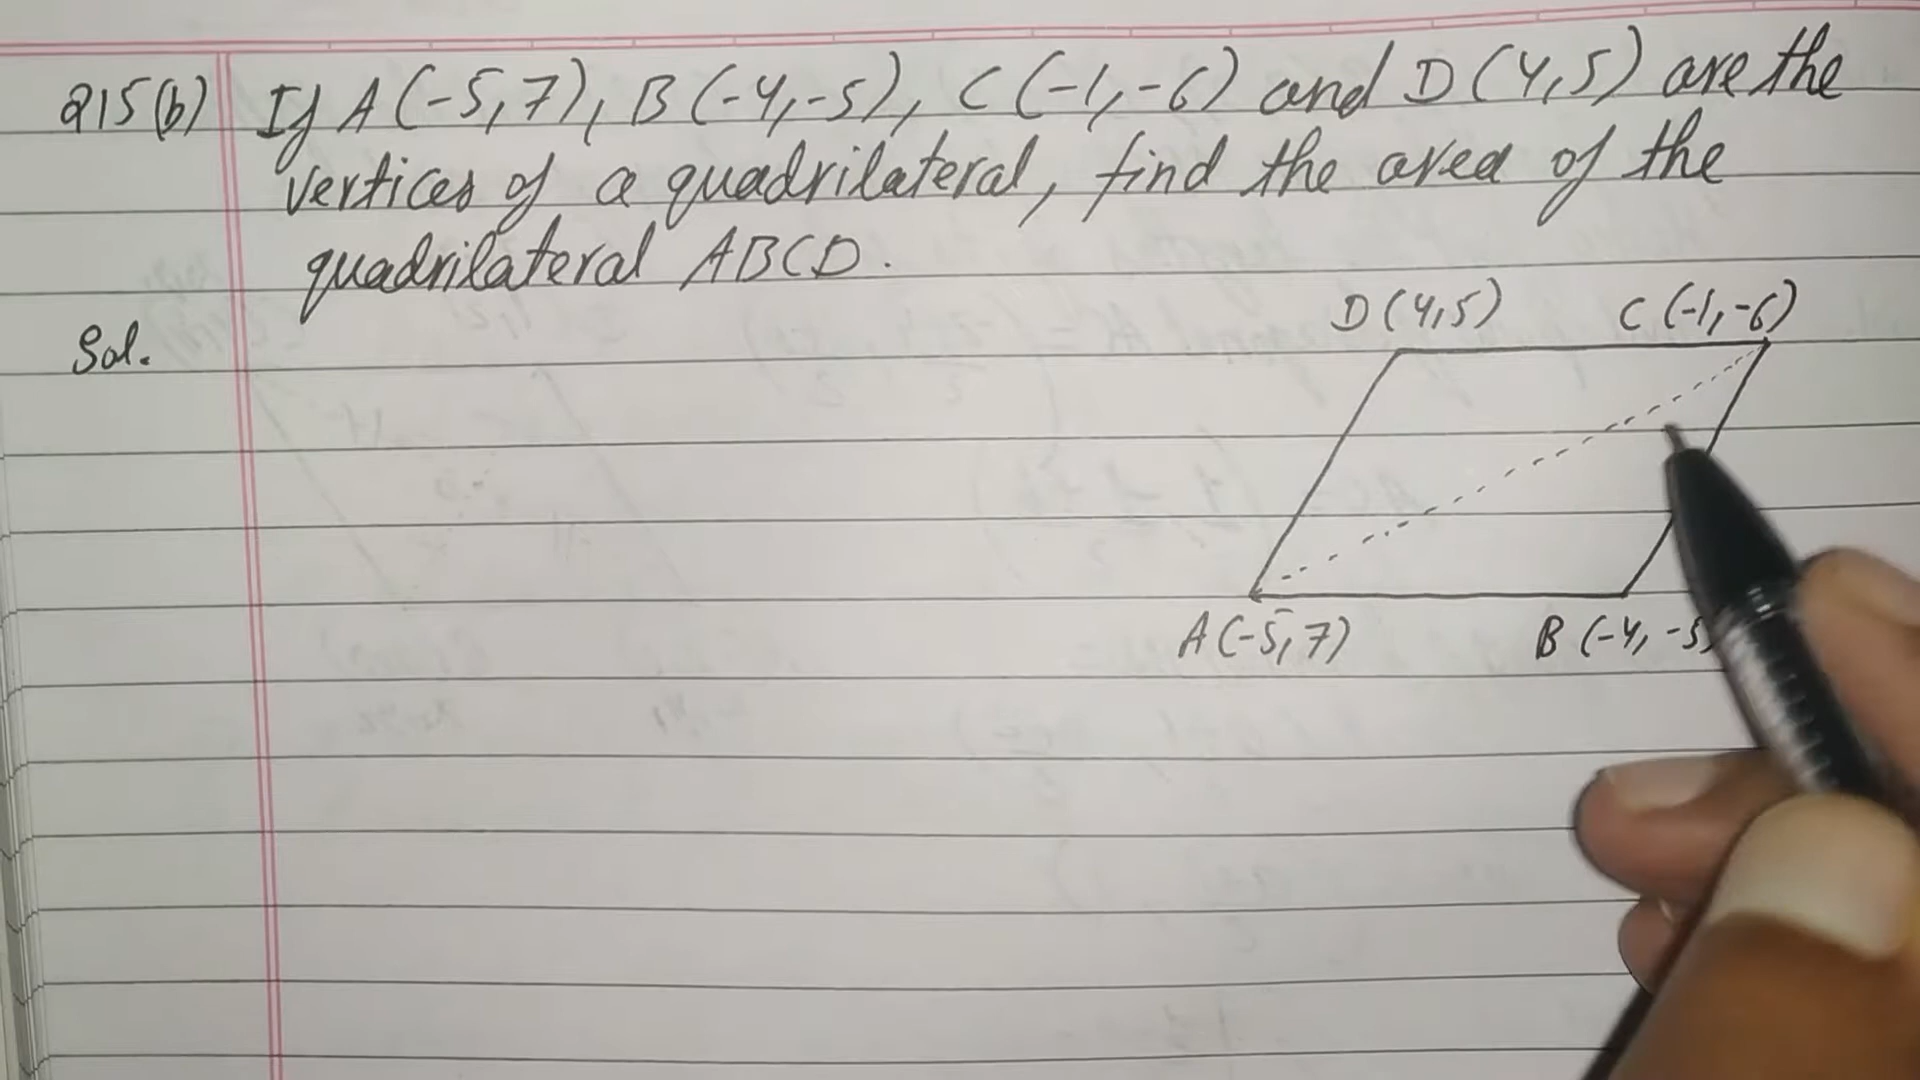 Q15(b) If A(-5,7), B(-4,-5), C(-1,-6) and D(4,5) are the
vertices of a quadrilateral, find the area of the
quadrilateral ABCD.
Sol.
D(4,5) C(-1,-6)
A(-5,7) B(-4,-5)